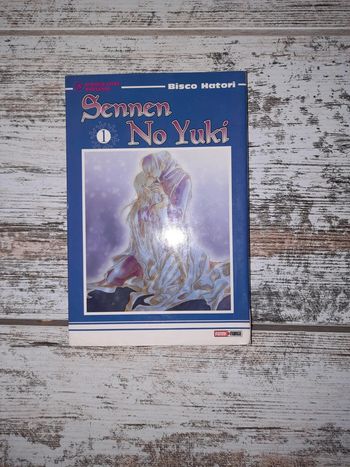 Bisco Hatori
Sennen
1 No Yuki